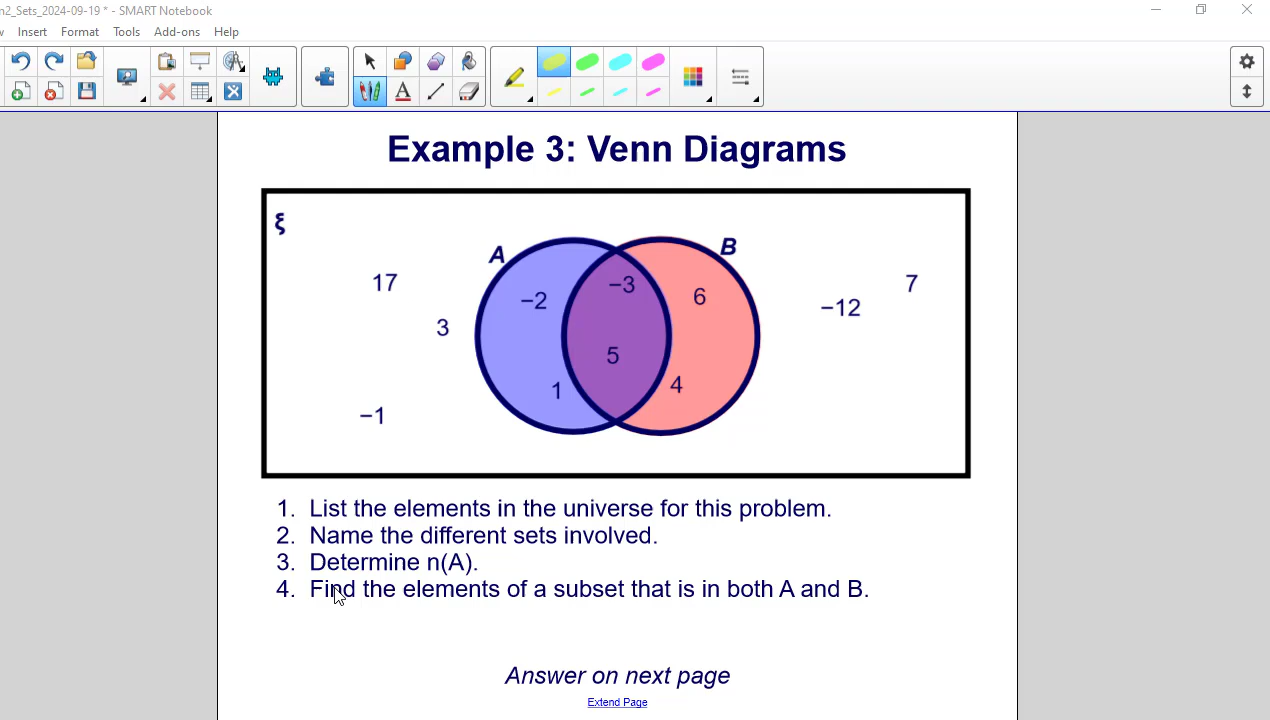 n2_Sets_2024-09-19 * - SMART Notebook
Insert Format Tools Add-ons Help
Example 3: Venn Diagrams
ξ
A B
17 −2 −3 6 −12 7
3
5
1 4
−1
1. List the elements in the universe for this problem.
2. Name the different sets involved.
3. Determine n(A).
4. Find the elements of a subset that is in both A and B.
Answer on next page
Extend Page